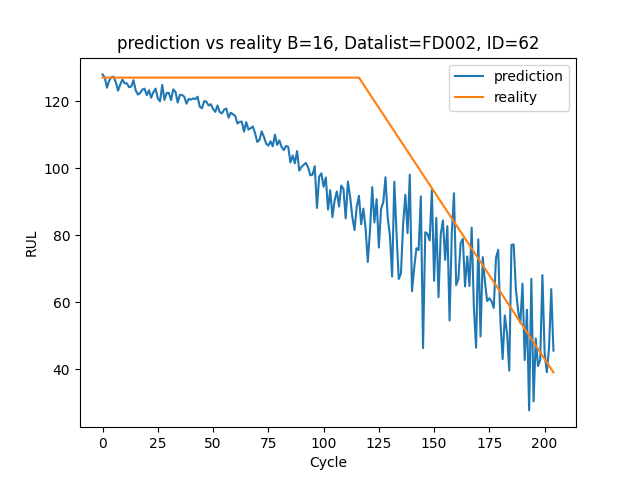 prediction vs reality B=16, Datalist=FD002, ID=62
prediction
reality
RUL
120
100
80
60
40
0 25 50 75 100 125 150 175 200
Cycle